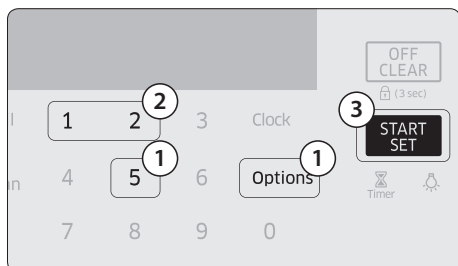 OFF
CLEAR
(3 sec)
2
3
l 1 2 3 Clock
START
SET
1
1
an 4 5 6 Options
Timer
7 8 9 0